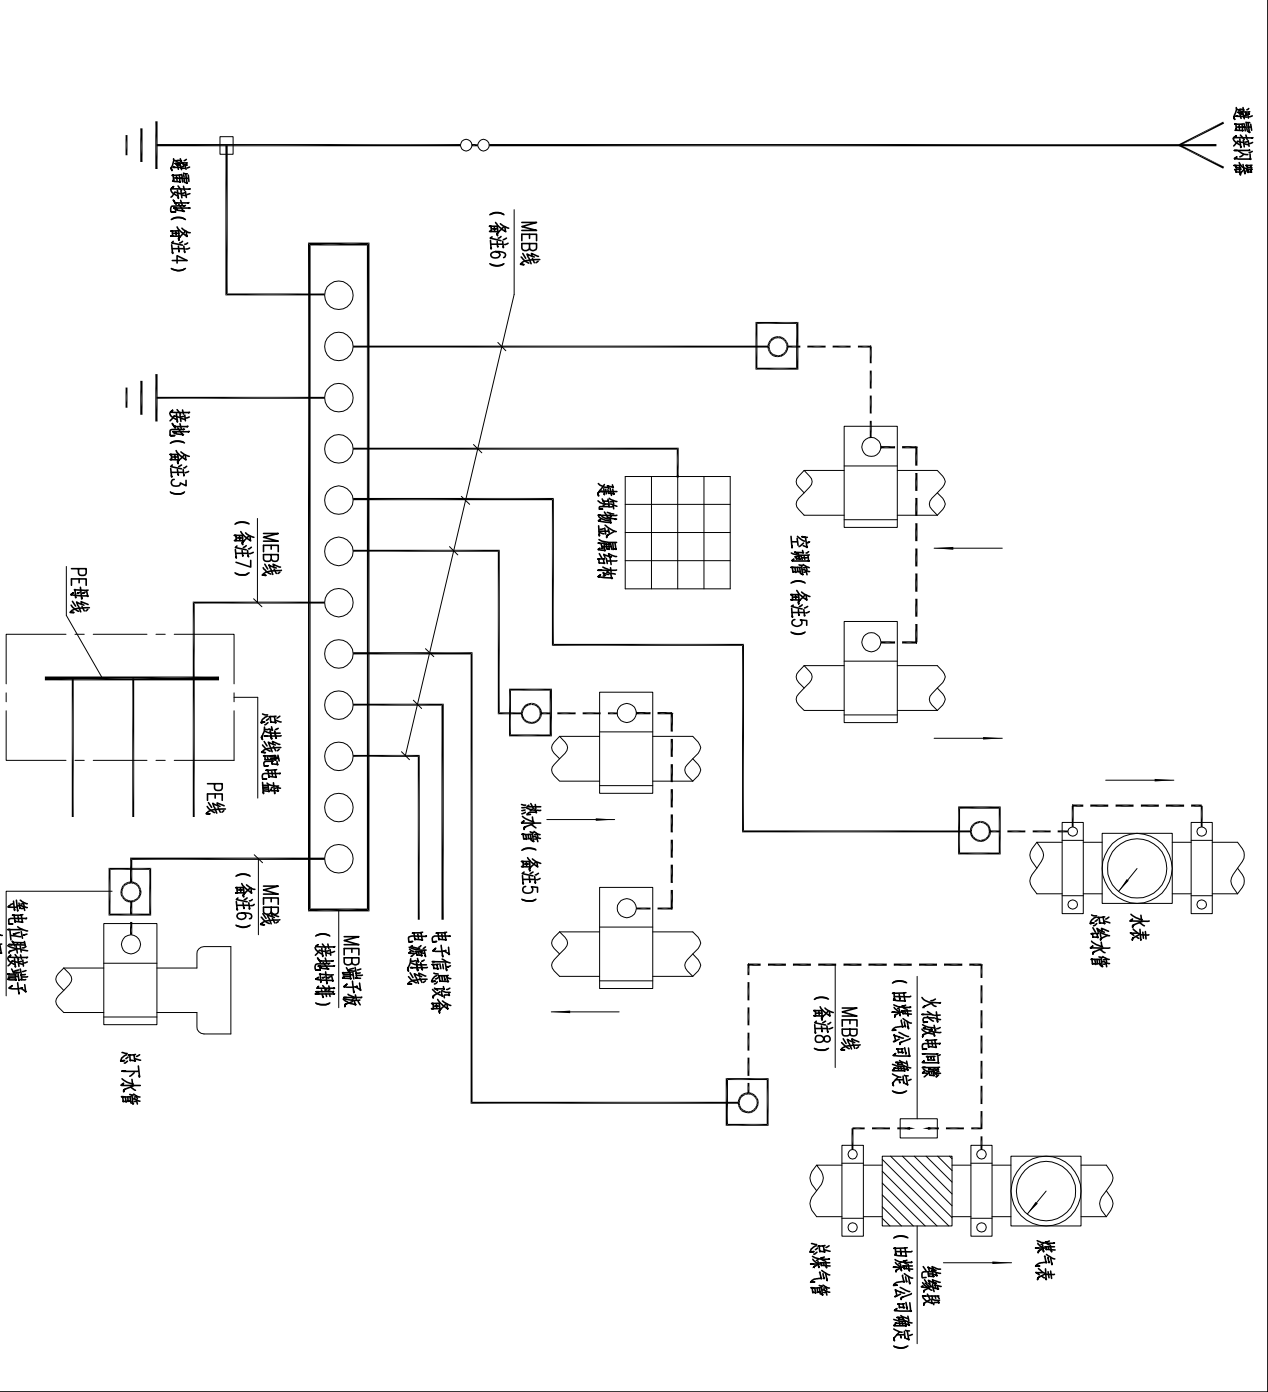 避雷接闪器
避雷接地(备注4)
MEB线
(备注6)
接地(备注3)
建筑物金属结构
空调管(备注5)
MEB线
(备注7)
PE母线
总进线配电盘
PE线
热水管(备注5)
MEB线
(备注6)
等电位联接端子
MEB端子板
(接地母排)
电子信息设备
电源进线
水表
总给水管
总下水管
MEB线
(备注8)
火花放电间隙
(由煤气公司确定)
煤气表
绝缘段
(由煤气公司确定)
总煤气管